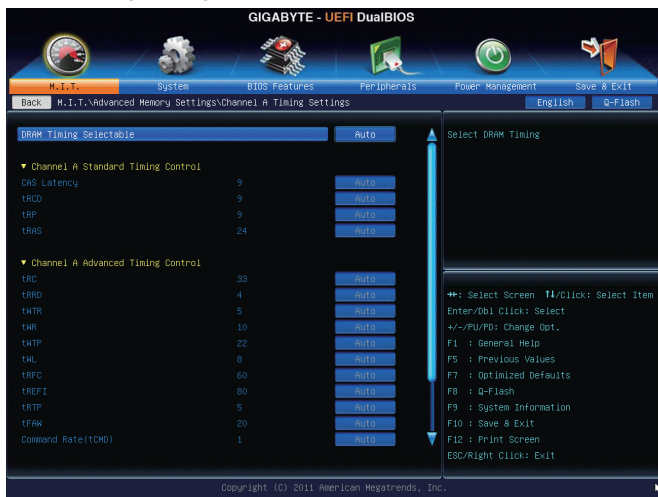 GIGABYTE - UEFI DualBIOS
M.I.T. System BIOS Features Peripherals Power Management Save & Exit
Back M.I.T.\Advanced Memory Settings\Channel A Timing Settings English Q-Flash
DRAM Timing Selectable Auto
▼ Channel A Standard Timing Control
CAS Latency 9 Auto
tRCD 9 Auto
tRP 9 Auto
tRAS 24 Auto
▼ Channel A Advanced Timing Control
tRC 33 Auto
tRRD 4 Auto
tWTR 5 Auto
tWR 10 Auto
tWTP 22 Auto
tWL 8 Auto
tRFC 60 Auto
tREFI 80 Auto
tRTP 5 Auto
tFAW 20 Auto
Command Rate(tCMD) 1 Auto
Select DRAM Timing
→←: Select Screen ↑↓/Click: Select Item
Enter/Dbl Click: Select
+/-/PU/PD: Change Opt.
F1 : General Help
F5 : Previous Values
F7 : Optimized Defaults
F8 : Q-Flash
F9 : System Information
F10 : Save & Exit
F12 : Print Screen
ESC/Right Click: Exit
Copyright (C) 2011 American Megatrends, Inc.